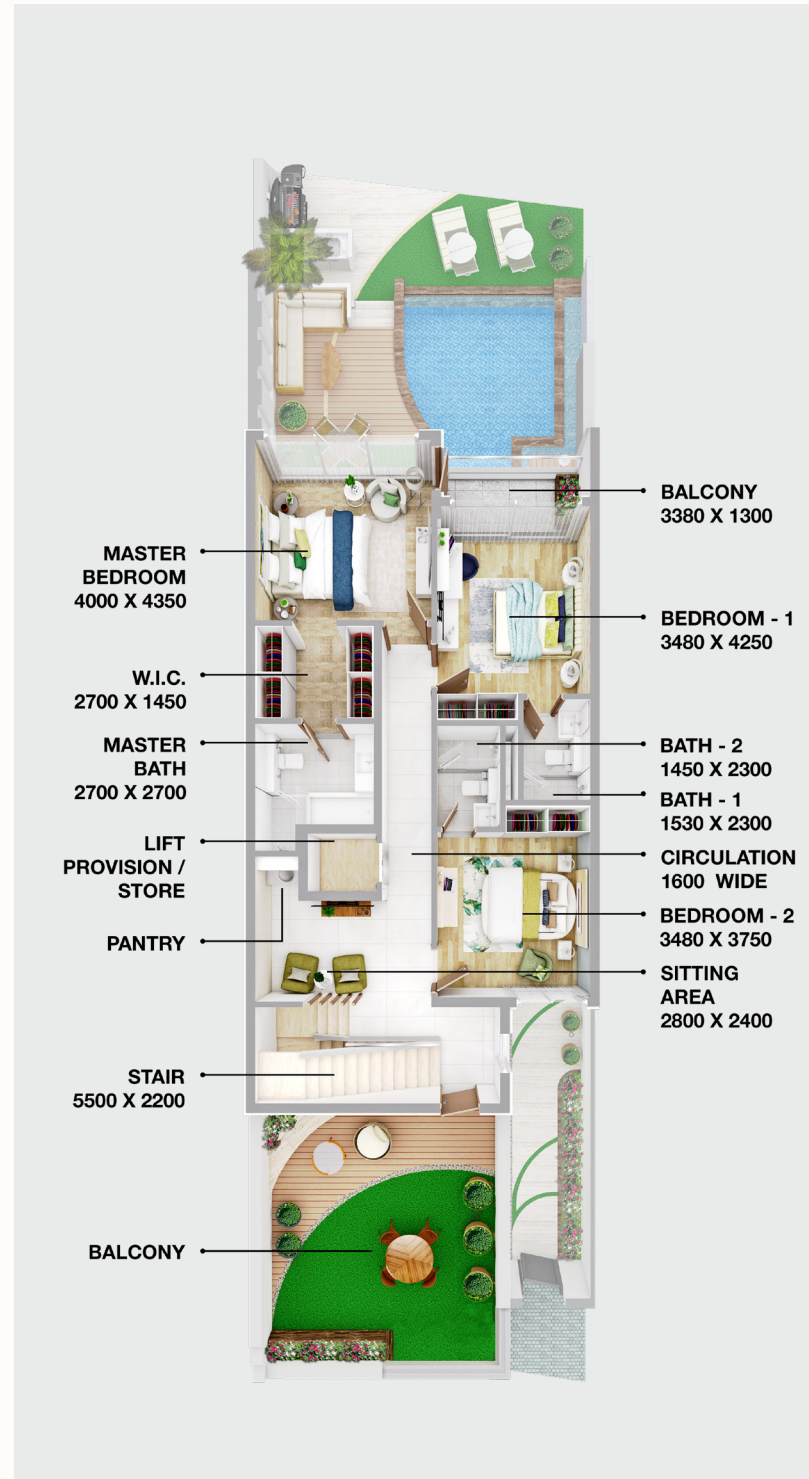 MASTER
BEDROOM
4000 X 4350
W.I.C.
2700 X 1450
MASTER
BATH
2700 X 2700
LIFT
PROVISION /
STORE
PANTRY
STAIR
5500 X 2200
BALCONY
BALCONY
3380 X 1300
BEDROOM - 1
3480 X 4250
BATH - 2
1450 X 2300
BATH - 1
1530 X 2300
CIRCULATION
1600 WIDE
BEDROOM - 2
3480 X 3750
SITTING
AREA
2800 X 2400